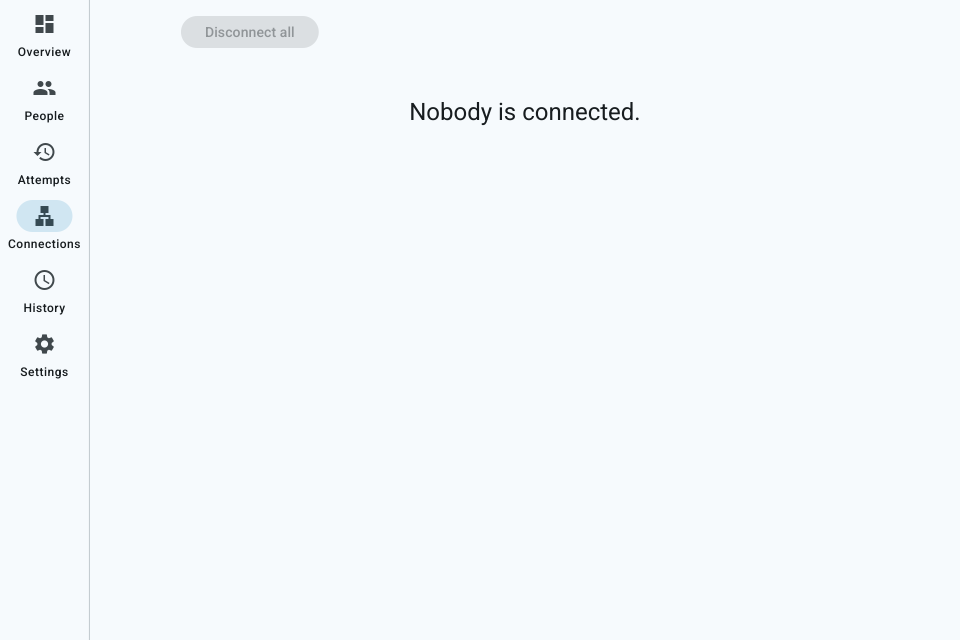 Overview
People
Attempts
Connections
History
Settings
Disconnect all
Nobody is connected.